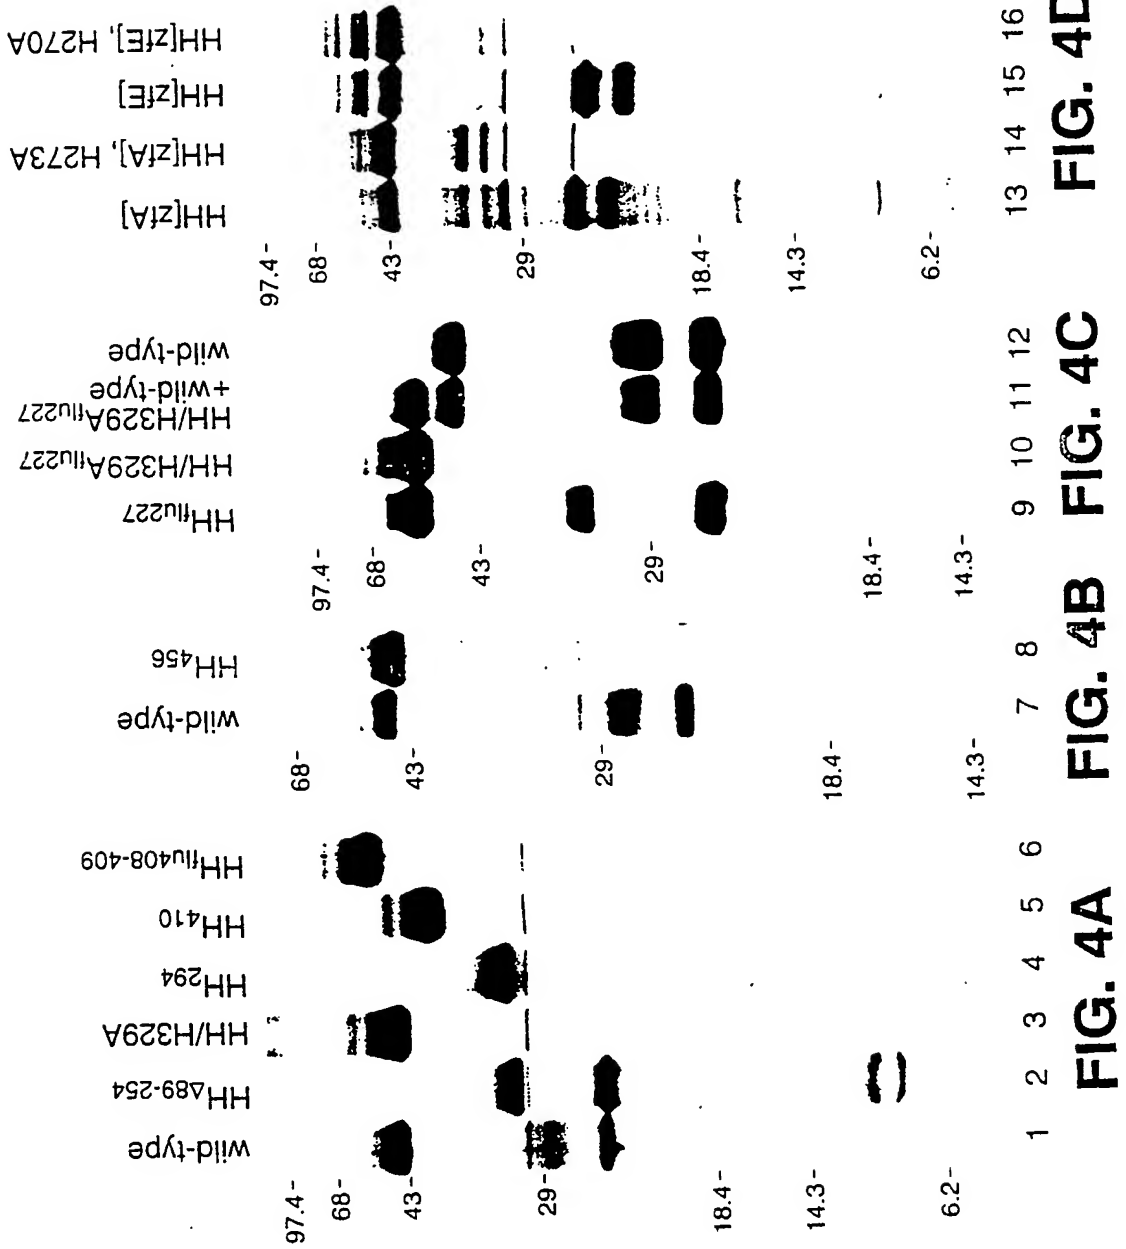 wild-type
HHΔ89-254
HH/H329A
HH294
HH410
HHflu408-409
97.4-
68-
43-
29-
18.4-
14.3-
6.2-
1 2 3 4 5 6
FIG. 4A
wild-type
HH456
68-
43-
29-
18.4-
14.3-
7 8
FIG. 4B
HHflu227
HH/H329Aflu227
HH/H329Aflu227
+wild-type
wild-type
97.4-
68-
43-
29-
18.4-
14.3-
9 10 11 12
FIG. 4C
HH[zfA]
HH[zfA], H273A
HH[zfE]
HH[zfE], H270A
97.4-
68-
43-
29-
18.4-
14.3-
6.2-
13 14 15 16
FIG. 4D